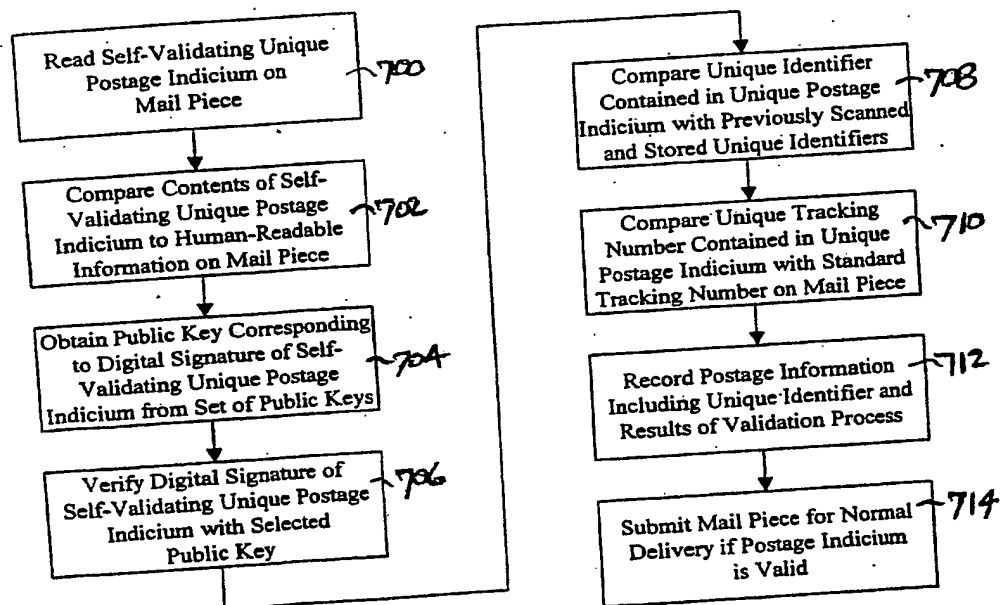 Read Self-Validating Unique
Postage Indicium on
Mail Piece
700
Compare Contents of Self-
Validating Unique Postage
Indicium to Human-Readable
Information on Mail Piece
702
Obtain Public Key Corresponding
to Digital Signature of Self-
Validating Unique Postage
Indicium from Set of Public Keys
704
Verify Digital Signature of
Self-Validating Unique Postage
Indicium with Selected
Public Key
706
Compare Unique Identifier
Contained in Unique Postage
Indicium with Previously Scanned
and Stored Unique Identifiers
708
Compare Unique Tracking
Number Contained in Unique
Postage Indicium with Standard
Tracking Number on Mail Piece
710
Record Postage Information
Including Unique Identifier and
Results of Validation Process
712
Submit Mail Piece for Normal
Delivery if Postage Indicium
is Valid
714